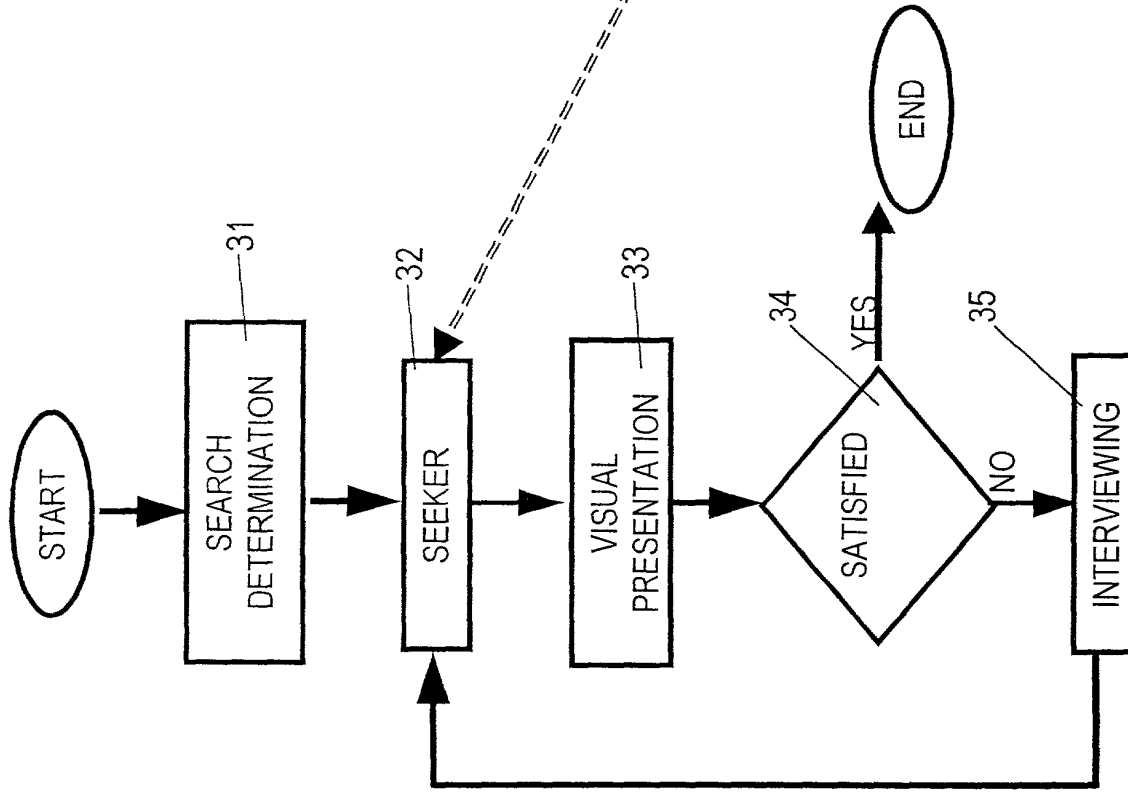 START
SEARCH
DETERMINATION
31
SEEKER
32
VISUAL
PRESENTATION
33
SATISFIED
34
YES
END
NO
INTERVIEWING
35